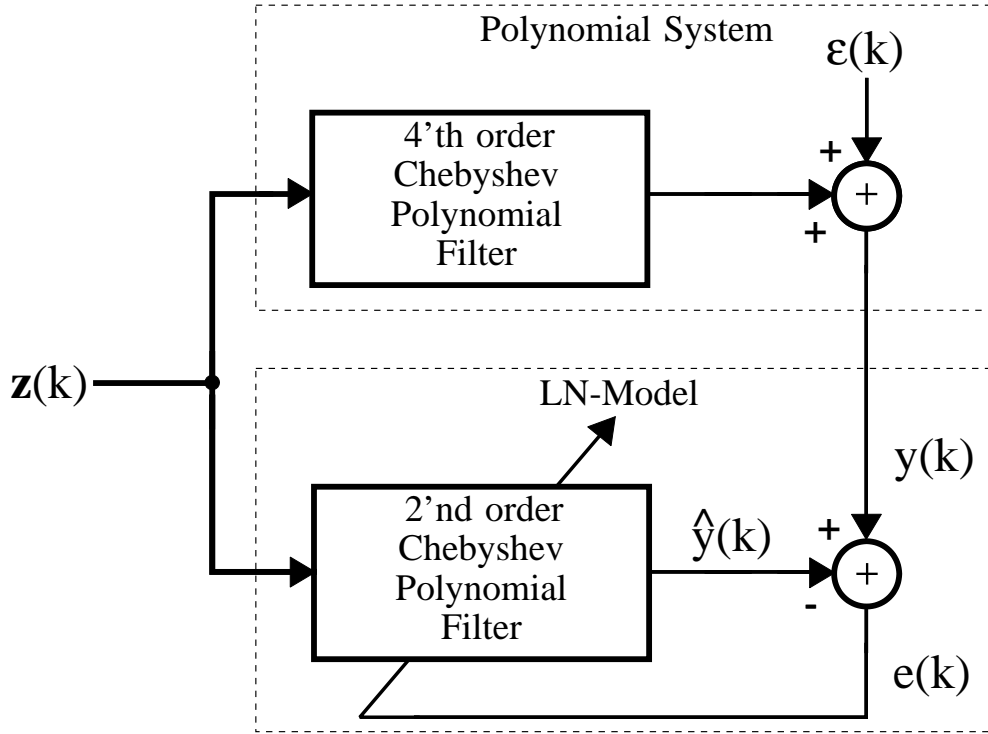 Polynomial System
ε(k)
4'th order
Chebyshev
Polynomial
Filter
+
+
+
z(k)
LN-Model
y(k)
2'nd order
Chebyshev
Polynomial
Filter
ŷ(k)
+
+
-
e(k)